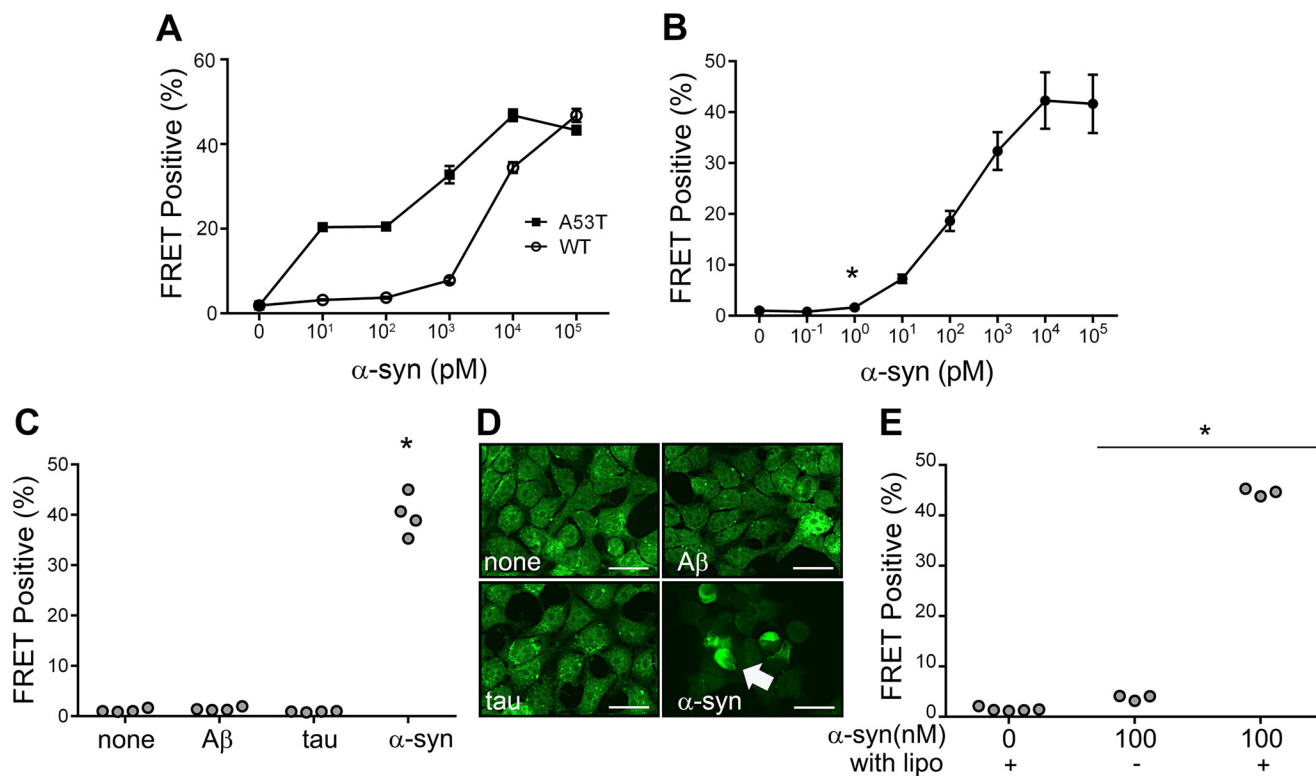 A
FRET Positive (%)
60
40
20
0
A53T
WT
0 10¹ 10² 10³ 10⁴ 10⁵
α-syn (pM)
B
FRET Positive (%)
50
40
30
20
10
0
*
0 10⁻¹ 10⁰ 10¹ 10² 10³ 10⁴ 10⁵
α-syn (pM)
C
FRET Positive (%)
50
40
30
20
10
0
*
none Aβ tau α-syn
D
none Aβ
tau α-syn
E
*
FRET Positive (%)
50
40
30
20
10
0
α-syn(nM) 0 100 100
with lipo + - +